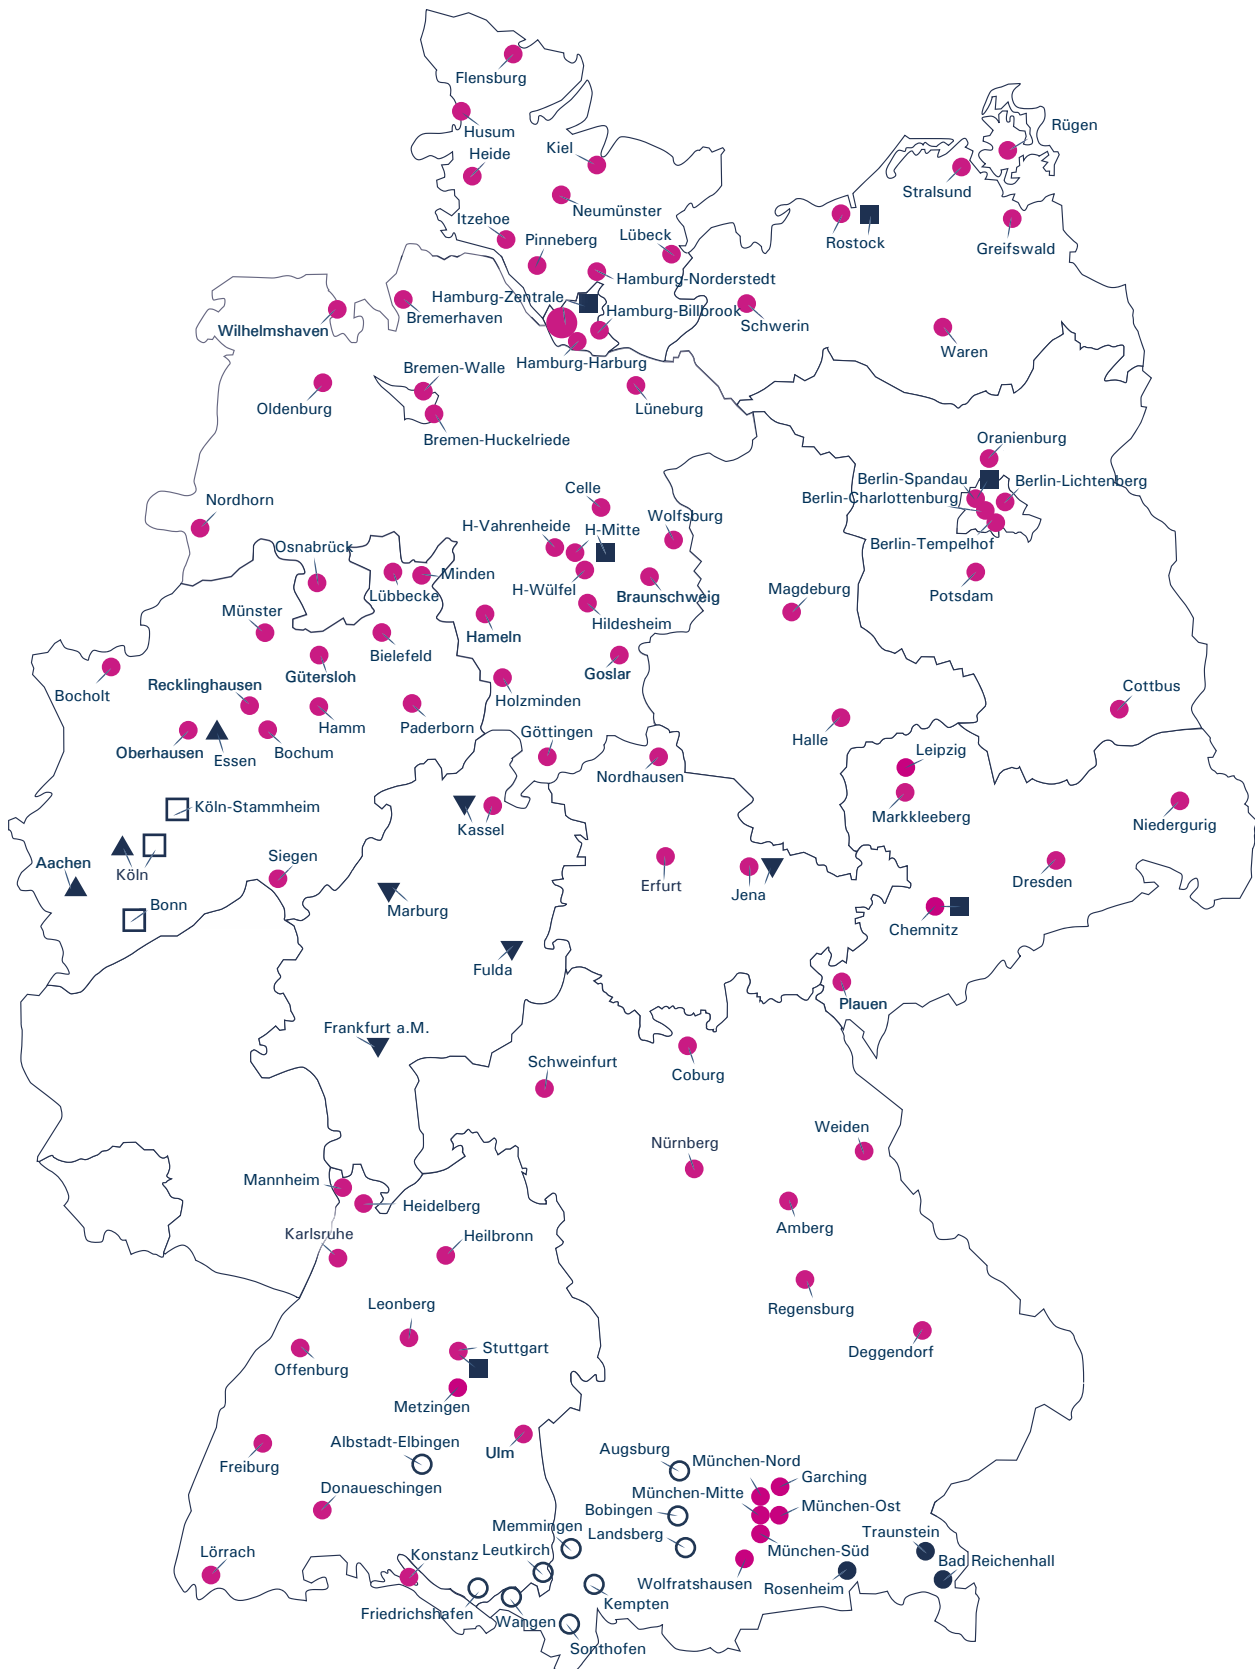 Flensburg
Rügen
Husum
Kiel
Heide
Stralsund
Neumünster
Itzehoe
Lübeck
Pinneberg
Rostock
Greifswald
Hamburg-Norderstedt
Hamburg-Zentrale
Hamburg-Billbrook
Bremerhaven
Schwerin
Wilhelmshaven
Waren
Hamburg-Harburg
Bremen-Walle
Oldenburg
Lüneburg
Bremen-Huckelriede
Oranienburg
Berlin-Spandau
Berlin-Lichtenberg
Celle
Berlin-Charlottenburg
Nordhorn
Wolfsburg
H-Vahrenheide
H-Mitte
Berlin-Tempelhof
Osnabrück
Minden
Lübbecke
H-Wülfel
Braunschweig
Magdeburg
Potsdam
Münster
Hildesheim
Hameln
Bielefeld
Gütersloh
Goslar
Bocholt
Recklinghausen
Cottbus
Holzminden
Hamm
Paderborn
Göttingen
Halle
Oberhausen
Essen
Bochum
Leipzig
Nordhausen
Köln-Stammheim
Markkleeberg
Niedergurig
Kassel
Siegen
Aachen
Köln
Erfurt
Jena
Dresden
Bonn
Marburg
Chemnitz
Fulda
Plauen
Frankfurt a.M.
Schweinfurt
Coburg
Weiden
Nürnberg
Mannheim
Heidelberg
Amberg
Karlsruhe
Heilbronn
Leonberg
Regensburg
Stuttgart
Deggendorf
Offenburg
Metzingen
Albstadt-Elbingen
Augsburg
Ulm
München-Nord
Freiburg
Garching
Donaueschingen
München-Mitte
München-Ost
Bobingen
Memmingen
Landsberg
Traunstein
Lörrach
Konstanz
Leutkirch
München-Süd
Bad Reichenhall
Wolfratshausen
Rosenheim
Friedrichshafen
Kempten
Wangen
Sonthofen